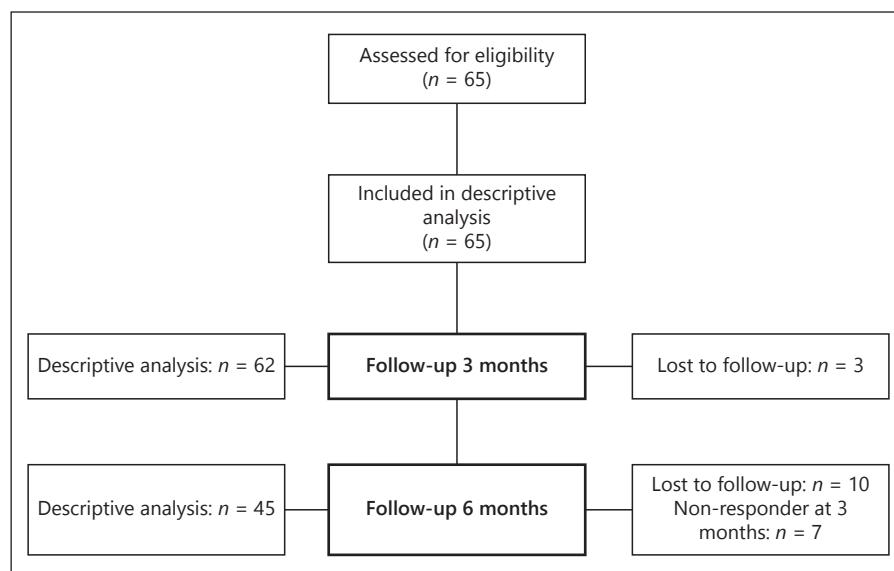 Assessed for eligibility
(n = 65)
Included in descriptive
analysis
(n = 65)
Descriptive analysis: n = 62
Follow-up 3 months
Lost to follow-up: n = 3
Descriptive analysis: n = 45
Follow-up 6 months
Lost to follow-up: n = 10
Non-responder at 3
months: n = 7